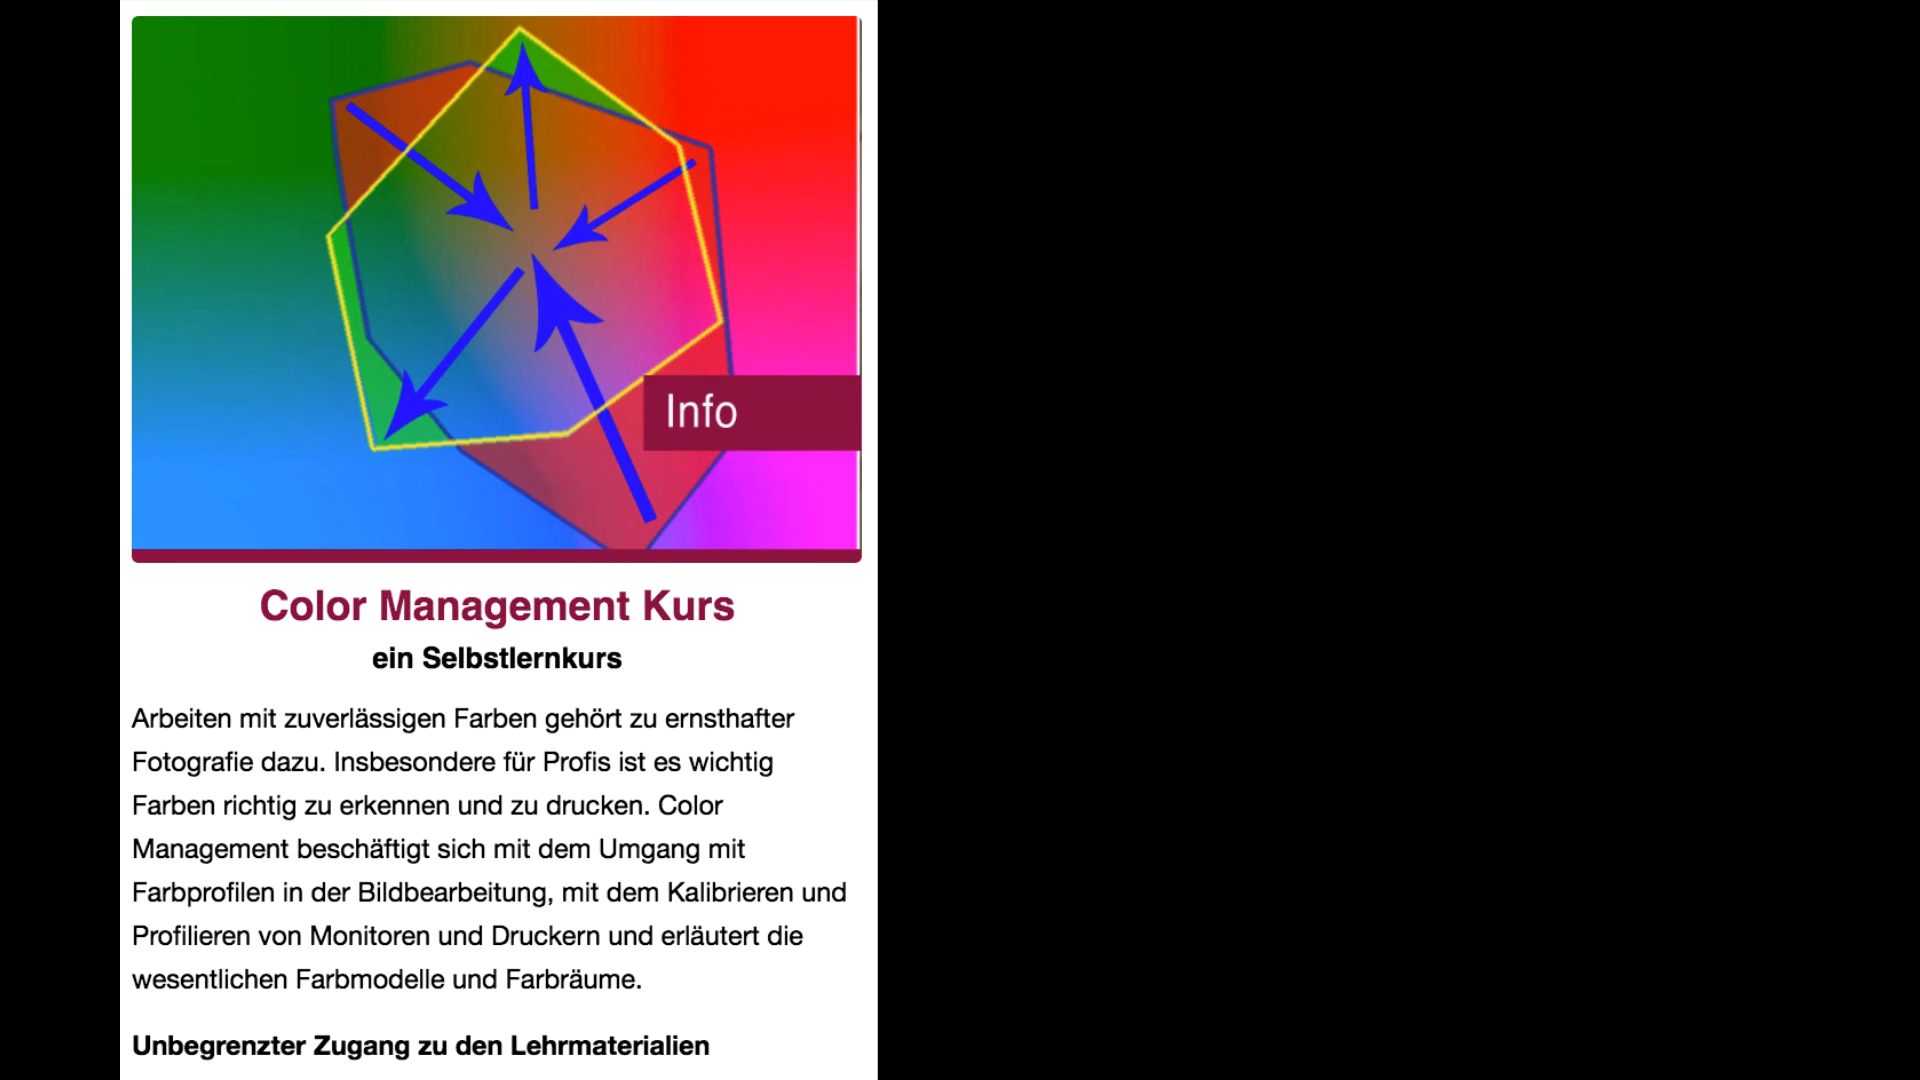 Info
Color Management Kurs
ein Selbstlernkurs
Arbeiten mit zuverlässigen Farben gehört zu ernsthafter
Fotografie dazu. Insbesondere für Profis ist es wichtig
Farben richtig zu erkennen und zu drucken. Color
Management beschäftigt sich mit dem Umgang mit
Farbprofilen in der Bildbearbeitung, mit dem Kalibrieren und
Profilieren von Monitoren und Druckern und erläutert die
wesentlichen Farbmodelle und Farbräume.
Unbegrenzter Zugang zu den Lehrmaterialien